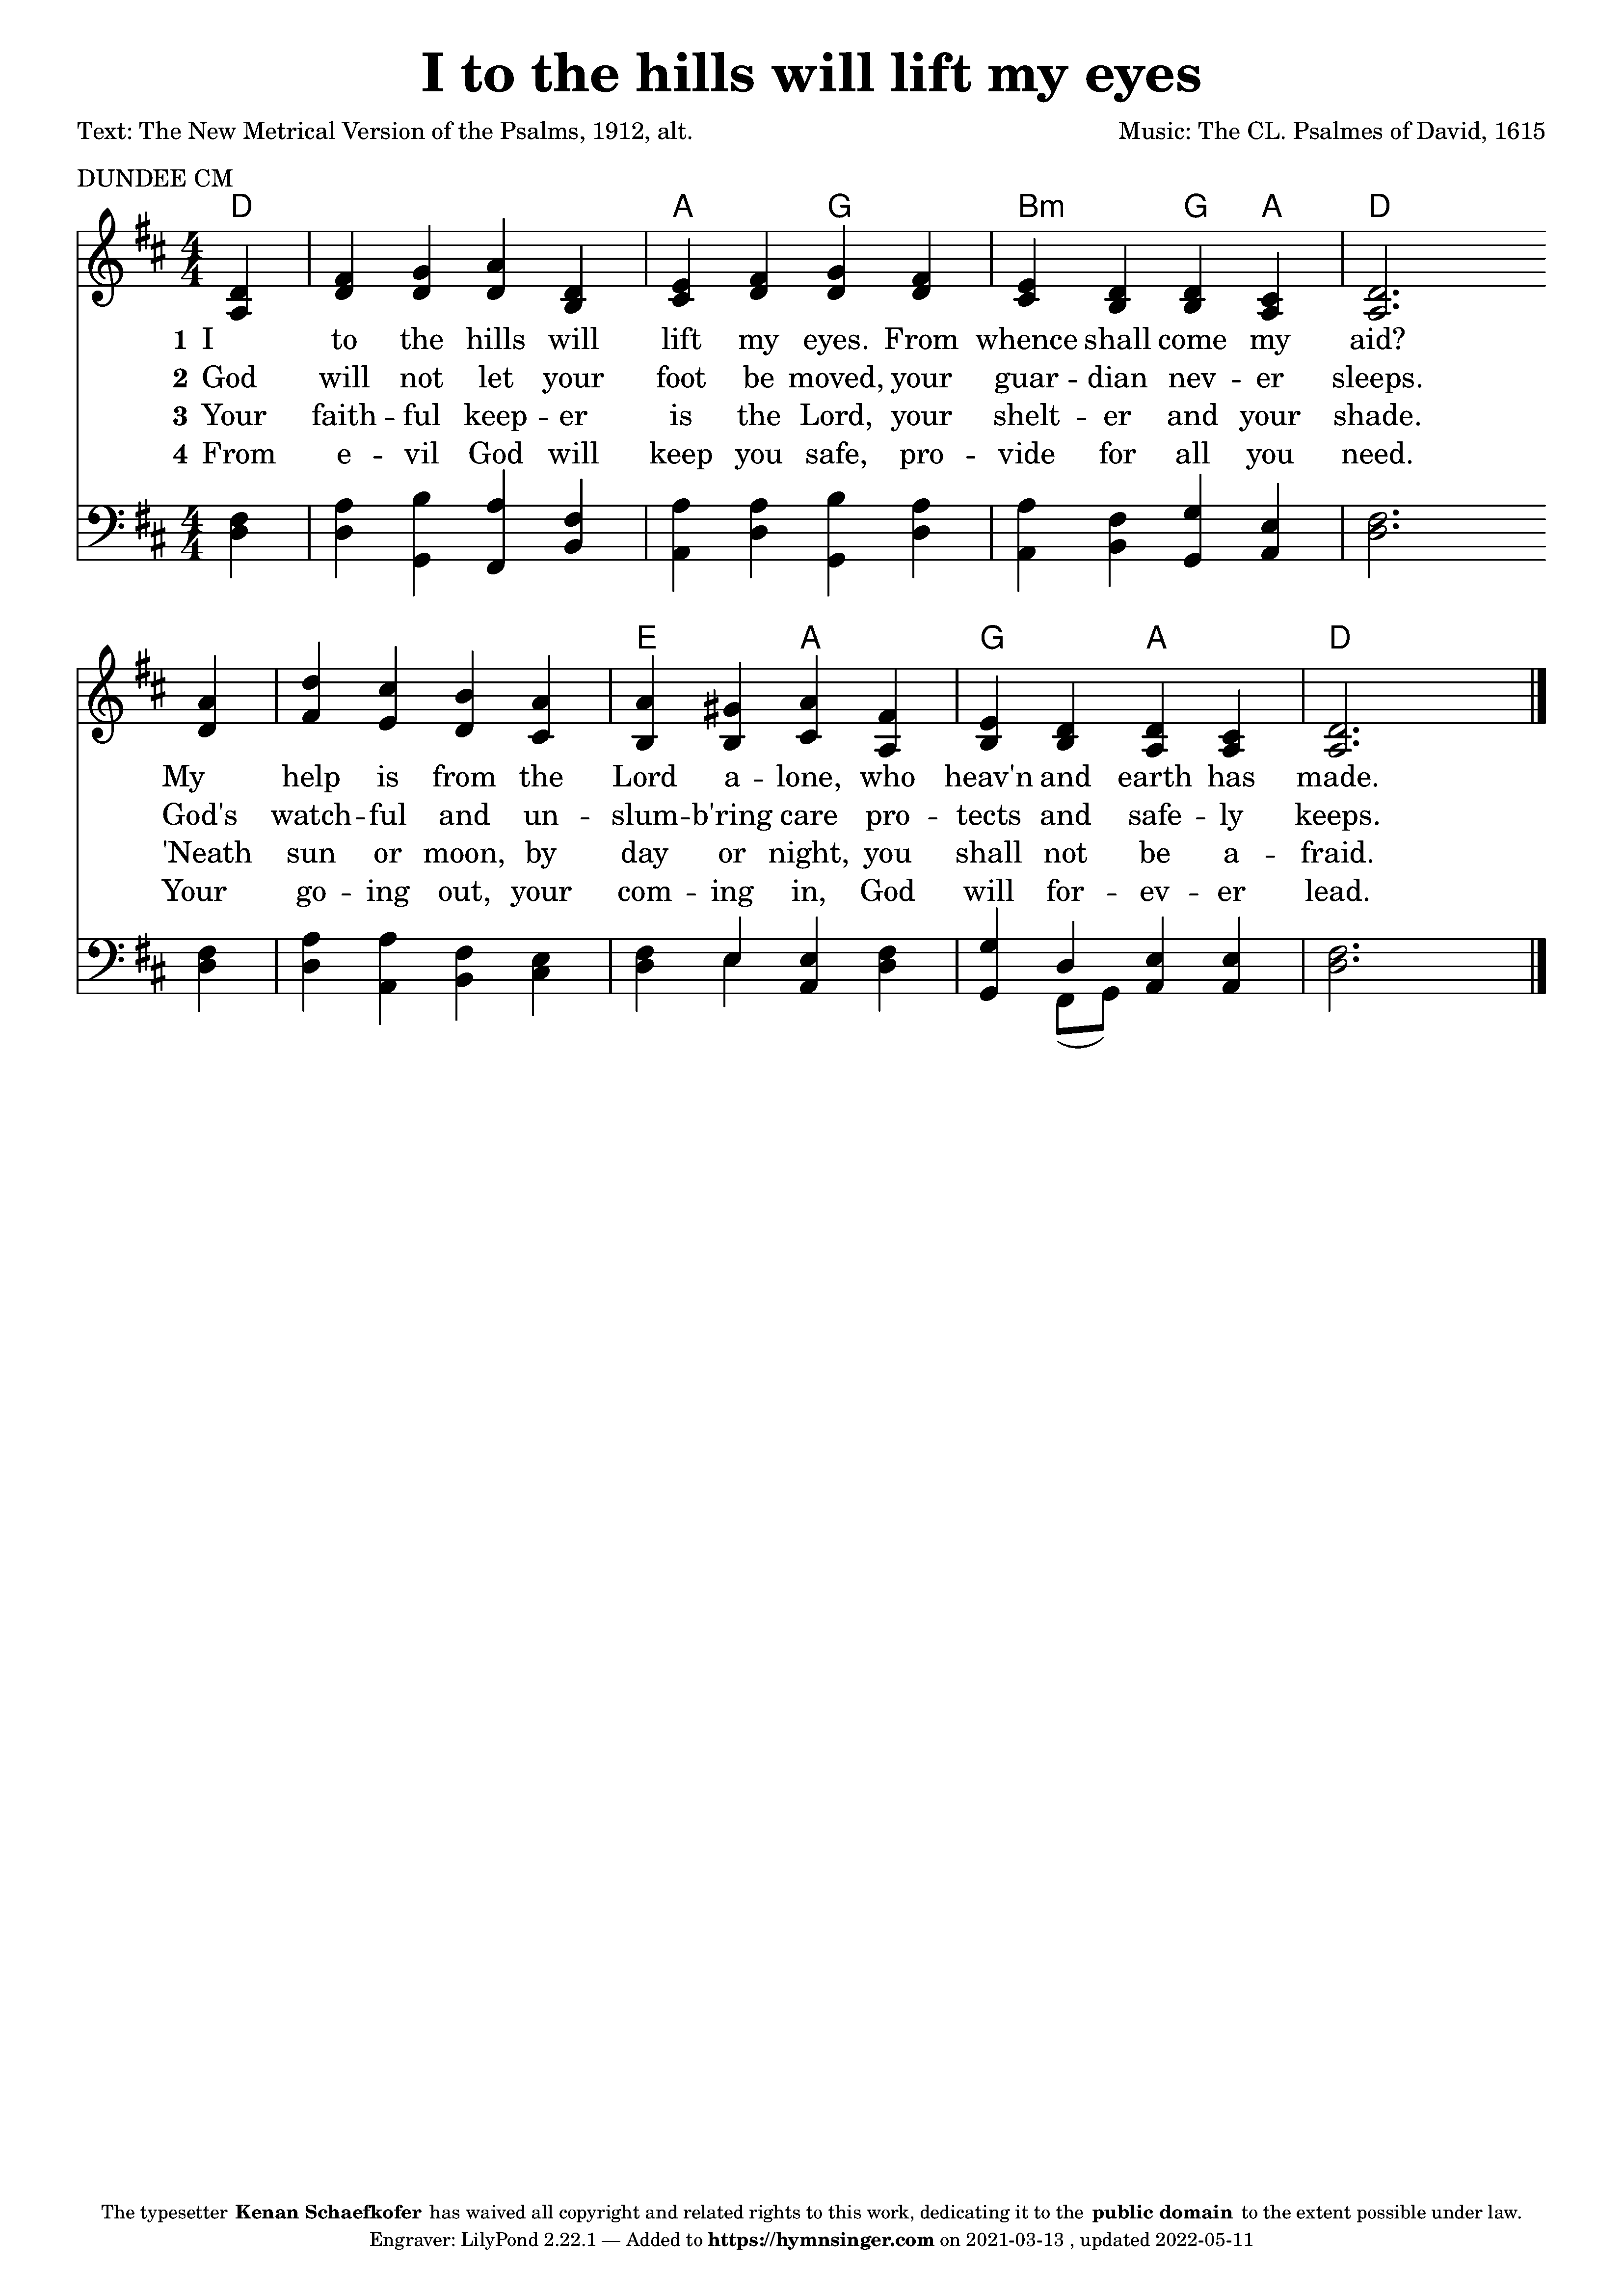 I to the hills will lift my eyes
Text: The New Metrical Version of the Psalms, 1912, alt.
Music: The CL. Psalmes of David, 1615
DUNDEE CM
D A G Bm G A D
1 I to the hills will lift my eyes. From whence shall come my aid?
2 God will not let your foot be moved, your guar -- dian nev -- er sleeps.
3 Your faith -- ful keep -- er is the Lord, your shelt -- er and your shade.
4 From e -- vil God will keep you safe, pro -- vide for all you need.
E A G A D
My help is from the Lord a -- lone, who heav'n and earth has made.
God's watch -- ful and un -- slum -- b'ring care pro -- tects and safe -- ly keeps.
'Neath sun or moon, by day or night, you shall not be a -- fraid.
Your go -- ing out, your com -- ing in, God will for -- ev -- er lead.
The typesetter Kenan Schaefkofer has waived all copyright and related rights to this work, dedicating it to the public domain to the extent possible under law.
Engraver: LilyPond 2.22.1 — Added to https://hymnsinger.com on 2021-03-13 , updated 2022-05-11